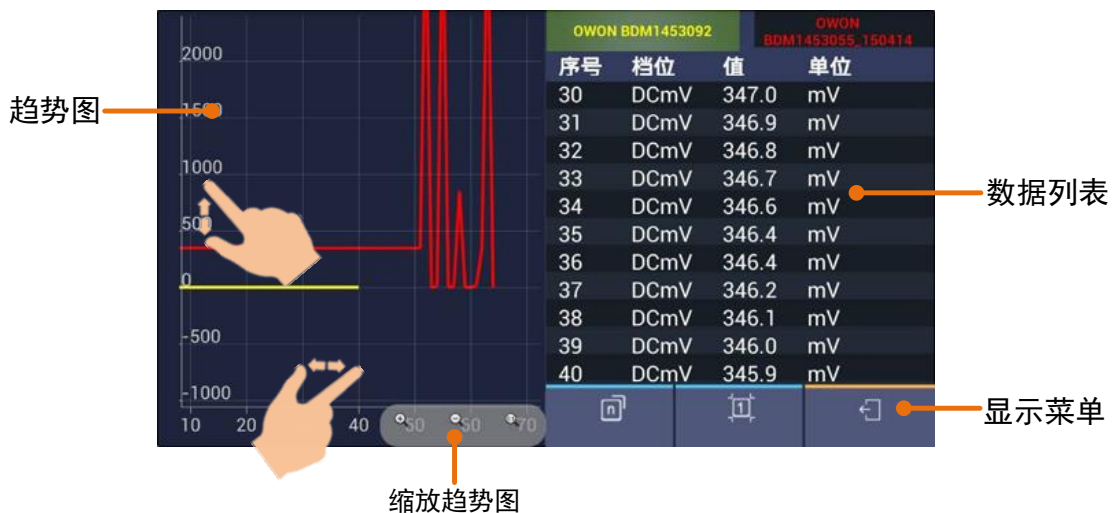 趋势图
2000
1500
1000
500
0
-500
-1000
10 20 40 50 60 70
OWON BDM1453092
OWON
BDM1453055_150414
序号 档位 值 单位
30 DCmV 347.0 mV
31 DCmV 346.9 mV
32 DCmV 346.8 mV
33 DCmV 346.7 mV
34 DCmV 346.6 mV
35 DCmV 346.4 mV
36 DCmV 346.4 mV
37 DCmV 346.2 mV
38 DCmV 346.1 mV
39 DCmV 346.0 mV
40 DCmV 345.9 mV
n
1
数据列表
显示菜单
缩放趋势图